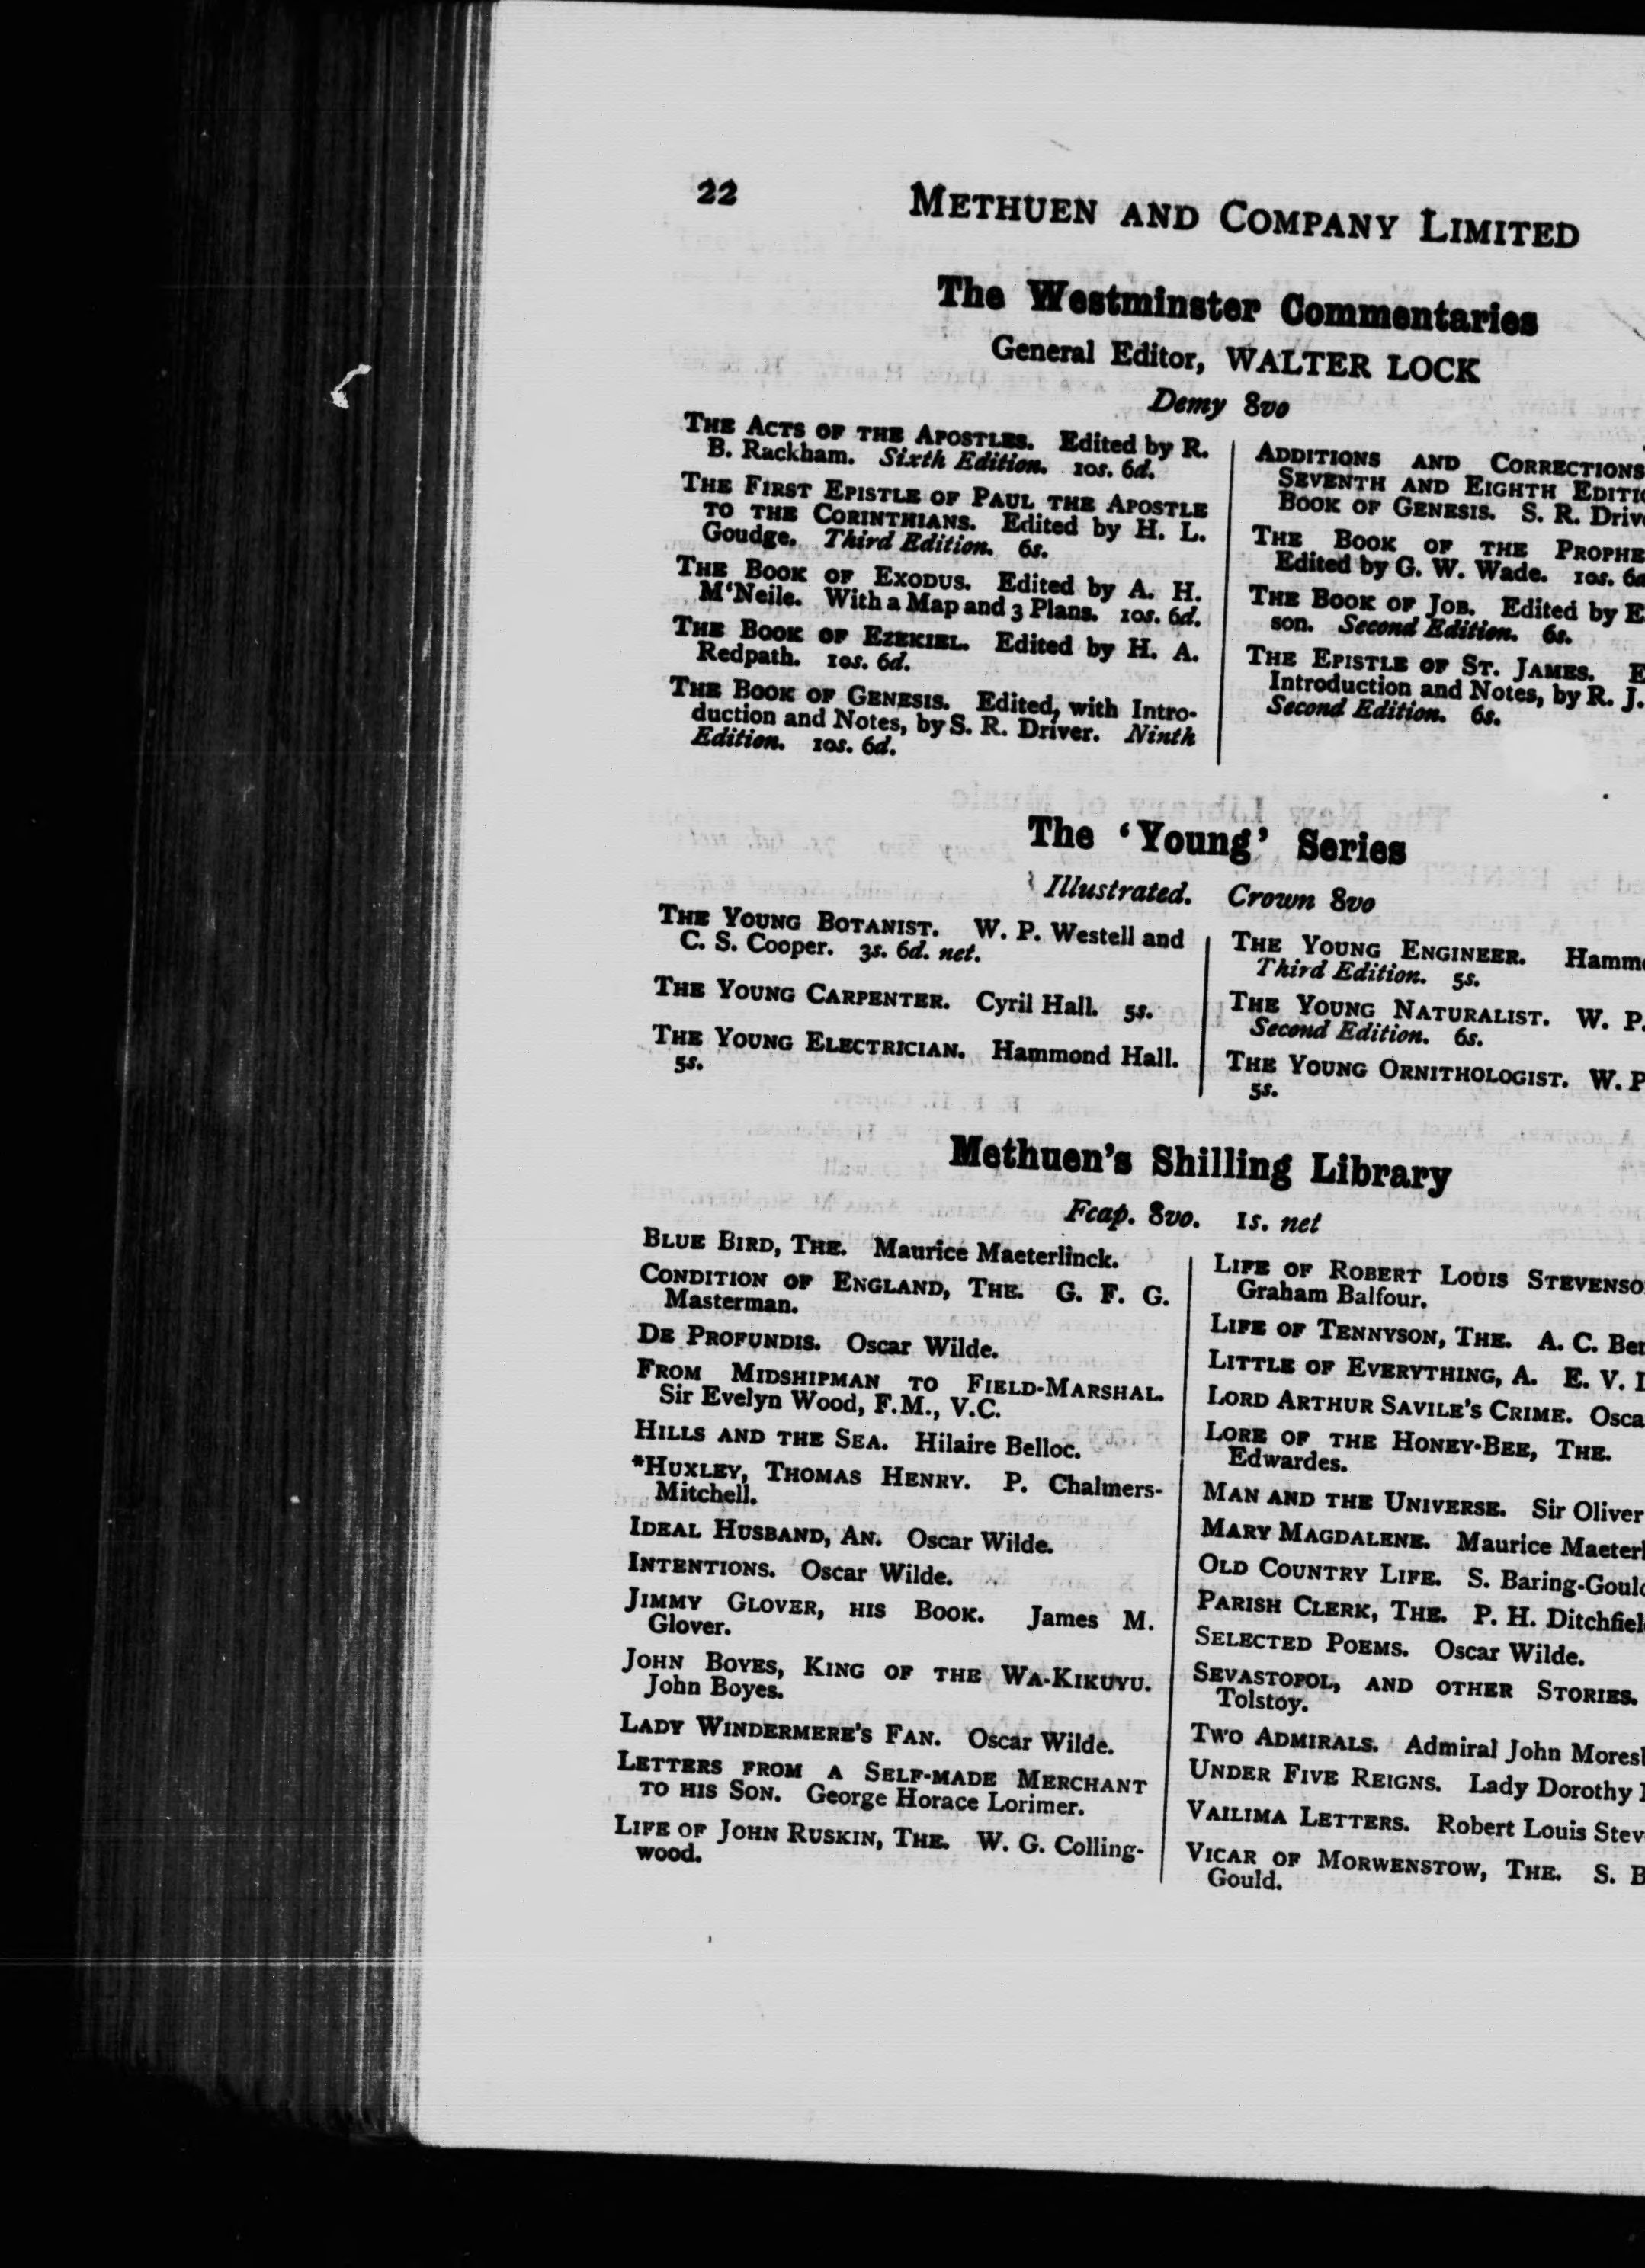 22
METHUEN AND COMPANY LIMITED
The Westminster Commentaries
General Editor, WALTER LOCK
Demy 8vo
THE ACTS OF THE APOSTLES. Edited by R.
B. Rackham. Sixth Edition. 10s. 6d.
THE FIRST EPISTLE OF PAUL THE APOSTLE
TO THE CORINTHIANS. Edited by H. L.
Goudge. Third Edition. 6s.
THE BOOK OF EXODUS. Edited by A. H.
M'Neile. With a Map and 3 Plans. 10s. 6d.
THE BOOK OF EZEKIEL. Edited by H. A.
Redpath. 10s. 6d.
THE BOOK OF GENESIS. Edited, with Intro-
duction and Notes, by S. R. Driver. Ninth
Edition. 10s. 6d.
ADDITIONS AND CORRECTIONS
SEVENTH AND EIGHTH
BOOK OF GENESIS. S. R.
THE BOOK OF THE
Edited by G. W. Wade. 10s.
THE BOOK OF JOB. Edited by
son. Second Edition. 6s.
THE EPISTLE OF ST. JAMES.
Introduction and Notes, by R. J.
Second Edition. 6s.
The ‘Young’ Series
Illustrated. Crown 8vo
THE YOUNG BOTANIST. W. P. Westell and
C. S. Cooper. 3s. 6d. net.
THE YOUNG CARPENTER. Cyril Hall. 5s.
THE YOUNG ELECTRICIAN. Hammond Hall.
5s.
THE YOUNG ENGINEER.
Third Edition. 5s.
THE YOUNG NATURALIST. W. P.
Second Edition. 6s.
THE YOUNG ORNITHOLOGIST. W. P
5s.
Methuen's Shilling Library
Fcap. 8vo. 1s. net
BLUE BIRD, THE. Maurice Maeterlinck.
CONDITION OF ENGLAND, THE. G. F. G.
Masterman.
DE PROFUNDIS. Oscar Wilde.
FROM MIDSHIPMAN TO FIELD-MARSHAL.
Sir Evelyn Wood, F.M., V.C.
HILLS AND THE SEA. Hilaire Belloc.
*HUXLEY, THOMAS HENRY. P. Chalmers-
Mitchell.
IDEAL HUSBAND, AN. Oscar Wilde.
INTENTIONS. Oscar Wilde.
JIMMY GLOVER, HIS BOOK. James M.
Glover.
JOHN BOYES, KING OF THE WA-KIKUYU.
John Boyes.
LADY WINDERMERE'S FAN. Oscar Wilde.
LETTERS FROM A SELF-MADE MERCHANT
TO HIS SON. George Horace Lorimer.
LIFE OF JOHN RUSKIN, THE. W. G. Colling-
wood.
LIFE OF ROBERT LOUIS
Graham Balfour.
LIFE OF TENNYSON, THE. A. C.
LITTLE OF EVERYTHING, A. E. V.
LORD ARTHUR SAVILE'S CRIME.
LORE OF THE HONEY-BEE, THE.
Edwardes.
MAN AND THE UNIVERSE. Sir Oliver
MARY MAGDALENE. Maurice
OLD COUNTRY LIFE. S.
PARISH CLERK, THE. P. H.
SELECTED POEMS. Oscar Wilde.
SEVASTOPOL, AND OTHER STORIES.
Tolstoy.
TWO ADMIRALS. Admiral John
UNDER FIVE REIGNS. Lady Dorothy
VAILIMA LETTERS. Robert Louis
VICAR OF MORWENSTOW, THE. S.
Gould.